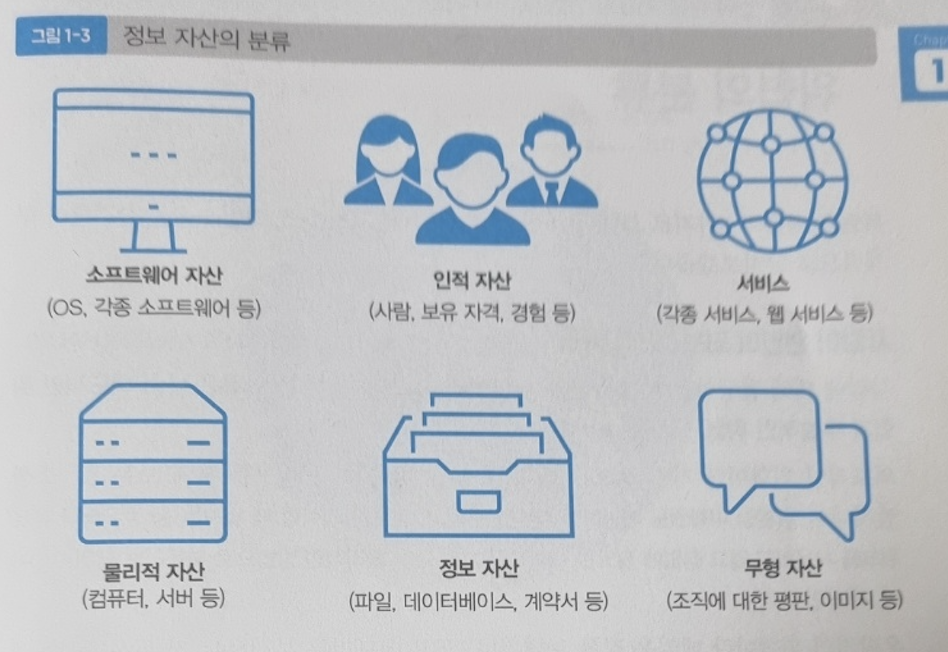 그림 1-3 정보 자산의 분류
1
소프트웨어 자산
(OS, 각종 소프트웨어 등)
인적 자산
(사람, 보유 자격, 경험 등)
서비스
(각종 서비스, 웹 서비스 등)
물리적 자산
(컴퓨터, 서버 등)
정보 자산
(파일, 데이터베이스, 계약서 등)
무형 자산
(조직에 대한 평판, 이미지 등)